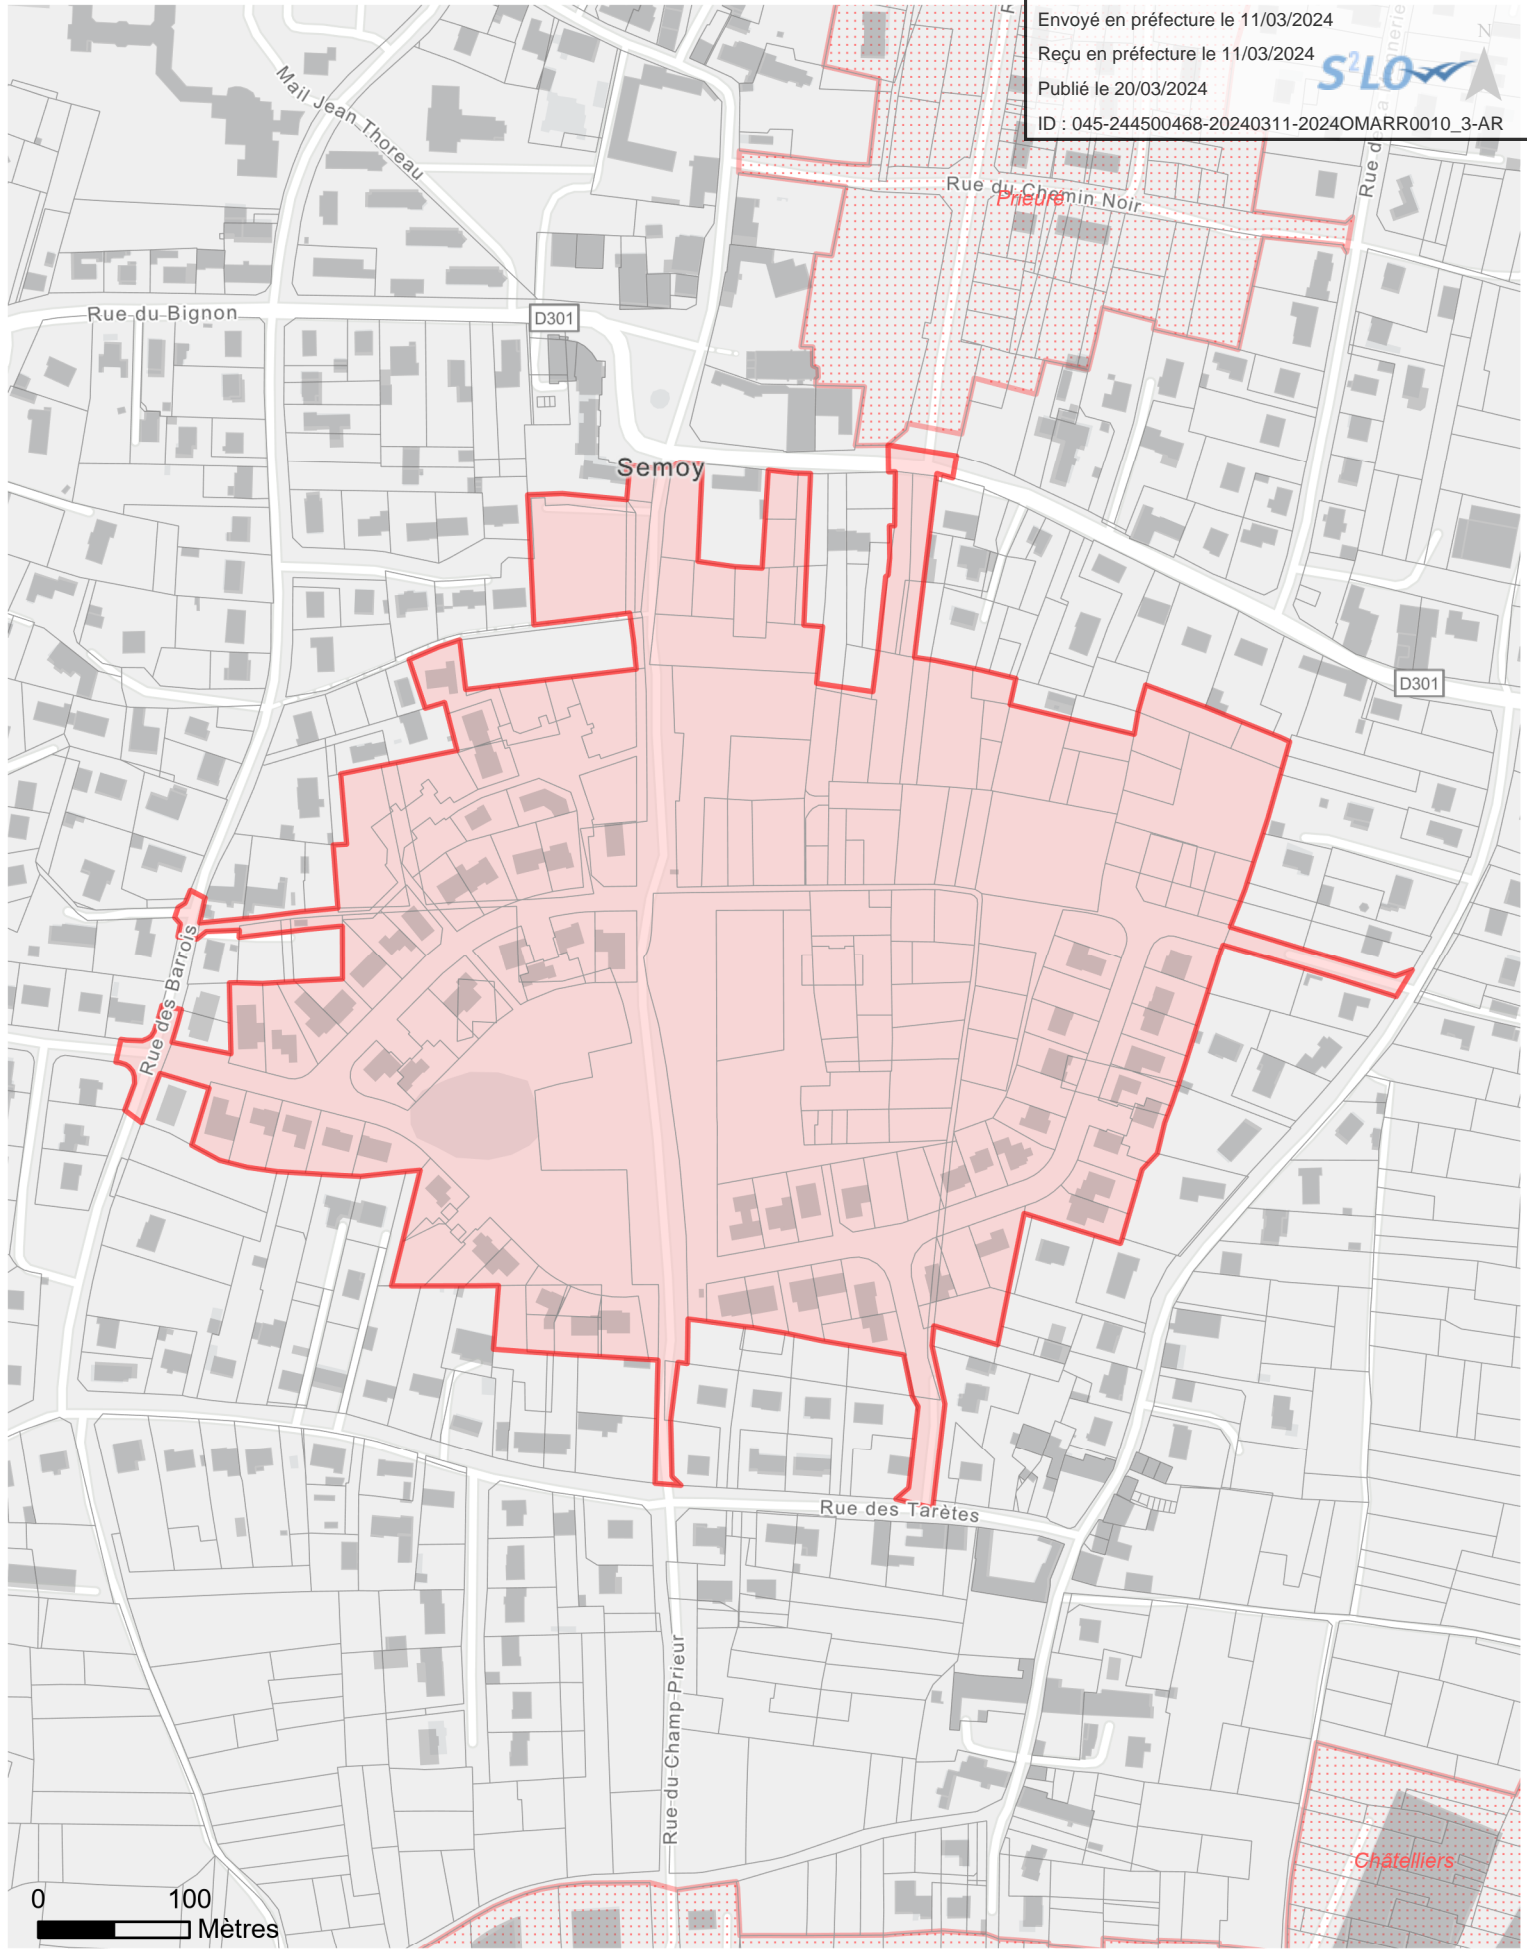 Envoyé en préfecture le 11/03/2024
Reçu en préfecture le 11/03/2024
Publié le 20/03/2024
S²LO
ID : 045-244500468-20240311-2024OMARR0010_3-AR
N
Mail Jean Thoreau
Rue du Chemin Noir
Prieuré
Rue du Bignon
D301
Semoy
D301
Rue des Barrois
Rue des Tarètes
Rue du Champ Prieur
Châtelliers
0 100
Mètres